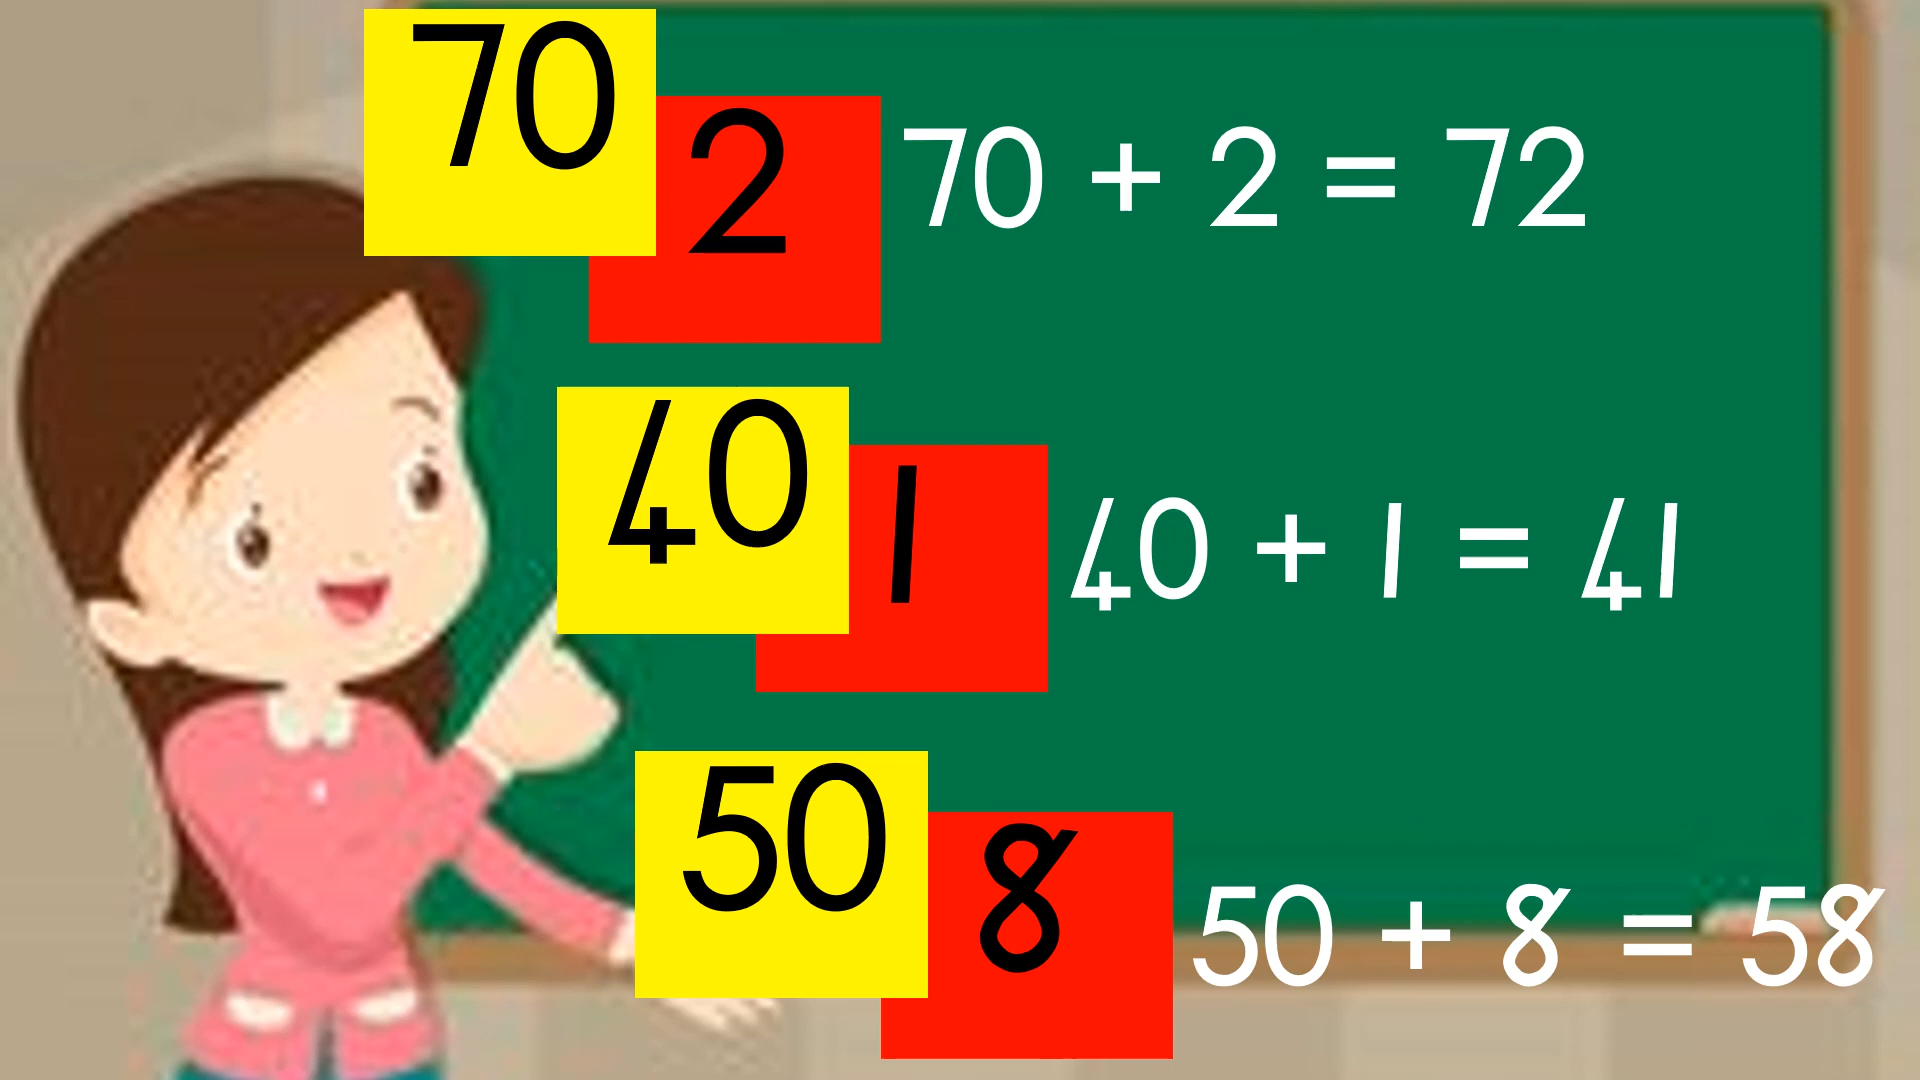 70
2 70 + 2 = 72
40
1 40 + 1 = 41
50
8 50 + 8 = 58